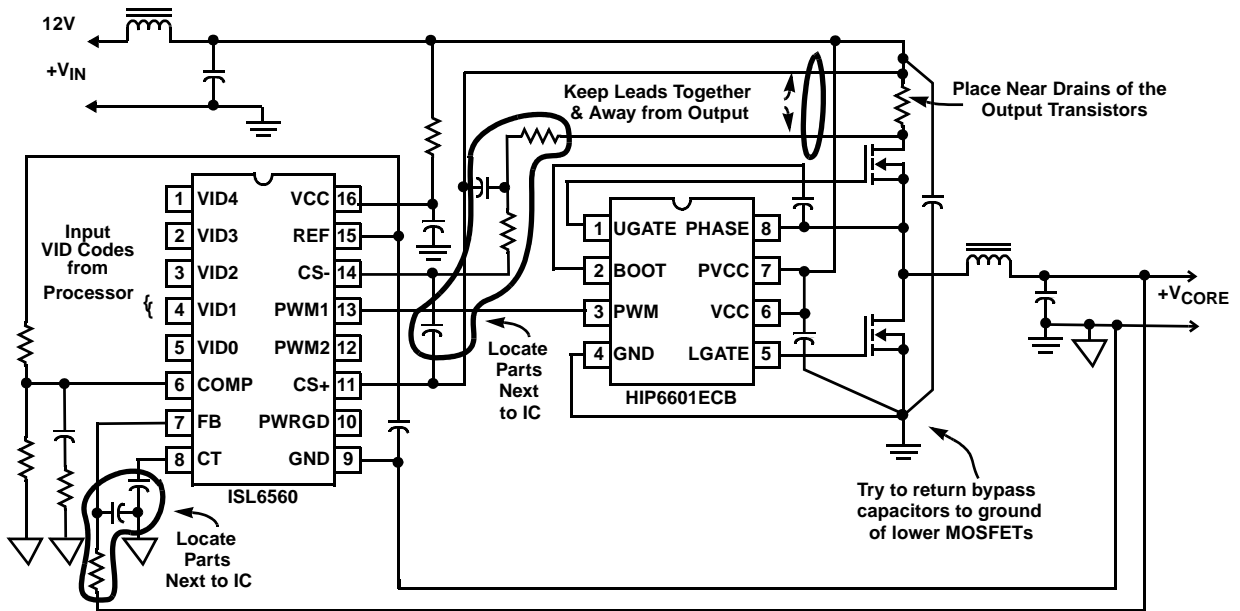 12V
+VIN
Keep Leads Together
& Away from Output
Place Near Drains of the
Output Transistors
Input
VID Codes
from
Processor
{
1 VID4 VCC 16
2 VID3 REF 15
3 VID2 CS- 14
4 VID1 PWM1 13
5 VID0 PWM2 12
6 COMP CS+ 11
7 FB PWRGD 10
8 CT GND 9
ISL6560
1 UGATE PHASE 8
2 BOOT PVCC 7
3 PWM VCC 6
4 GND LGATE 5
HIP6601ECB
+VCORE
Locate
Parts
Next
to IC
Try to return bypass
capacitors to ground
of lower MOSFETs
Locate
Parts
Next to IC